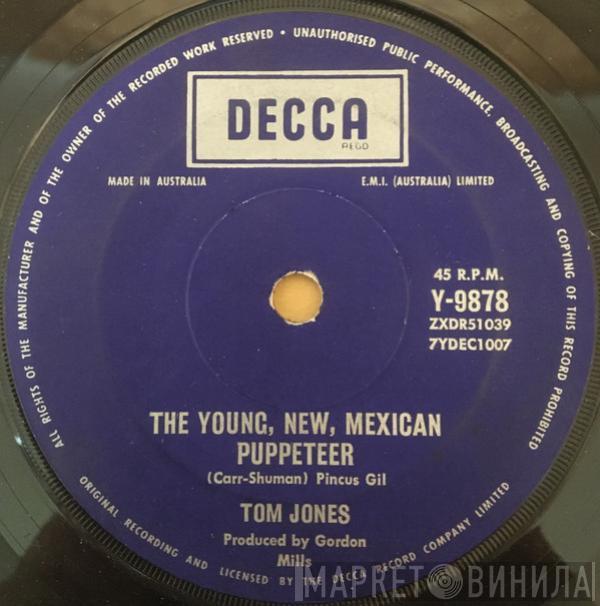 ALL RIGHTS OF THE MANUFACTURER AND OF THE OWNER OF THE RECORDED WORK RESERVED • UNAUTHORISED PUBLIC PERFORMANCE, BROADCASTING AND COPYING OF THIS RECORD PROHIBITED
DECCA
REGD
MADE IN AUSTRALIA
E.M.I. (AUSTRALIA) LIMITED
45 R.P.M.
Y-9878
ZXDR51039
7YDEC1007
THE YOUNG, NEW, MEXICAN
PUPPETEER
(Carr-Shuman) Pincus Gil
TOM JONES
Produced by Gordon
Mills
ORIGINAL RECORDING AND LICENSED BY THE DECCA RECORD COMPANY LIMITED
МАРКЕТ ВИНИЛА